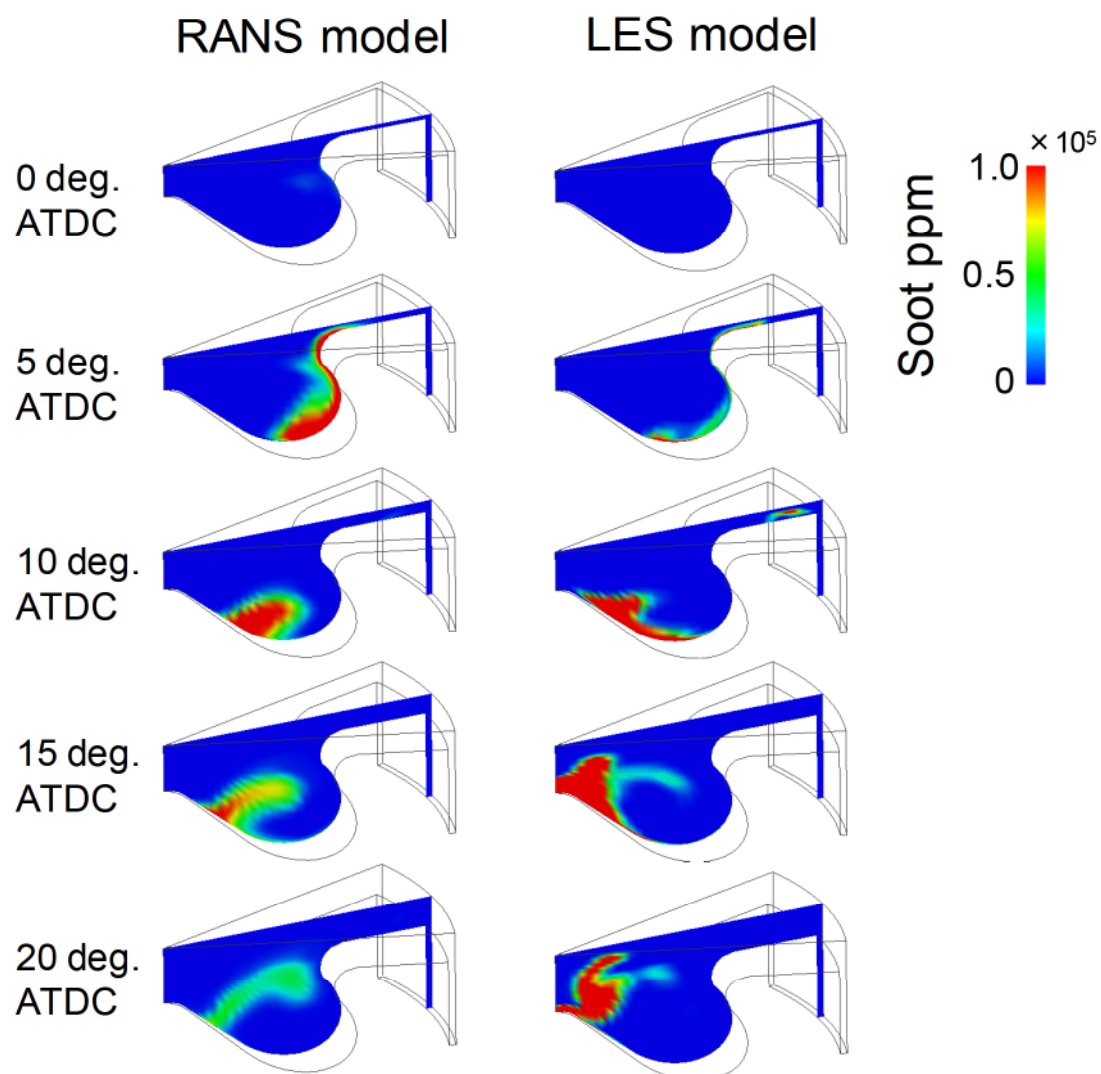 RANS model
LES model
0 deg.
ATDC
5 deg.
ATDC
10 deg.
ATDC
15 deg.
ATDC
20 deg.
ATDC
Soot ppm
× 10⁵
1.0
0.5
0